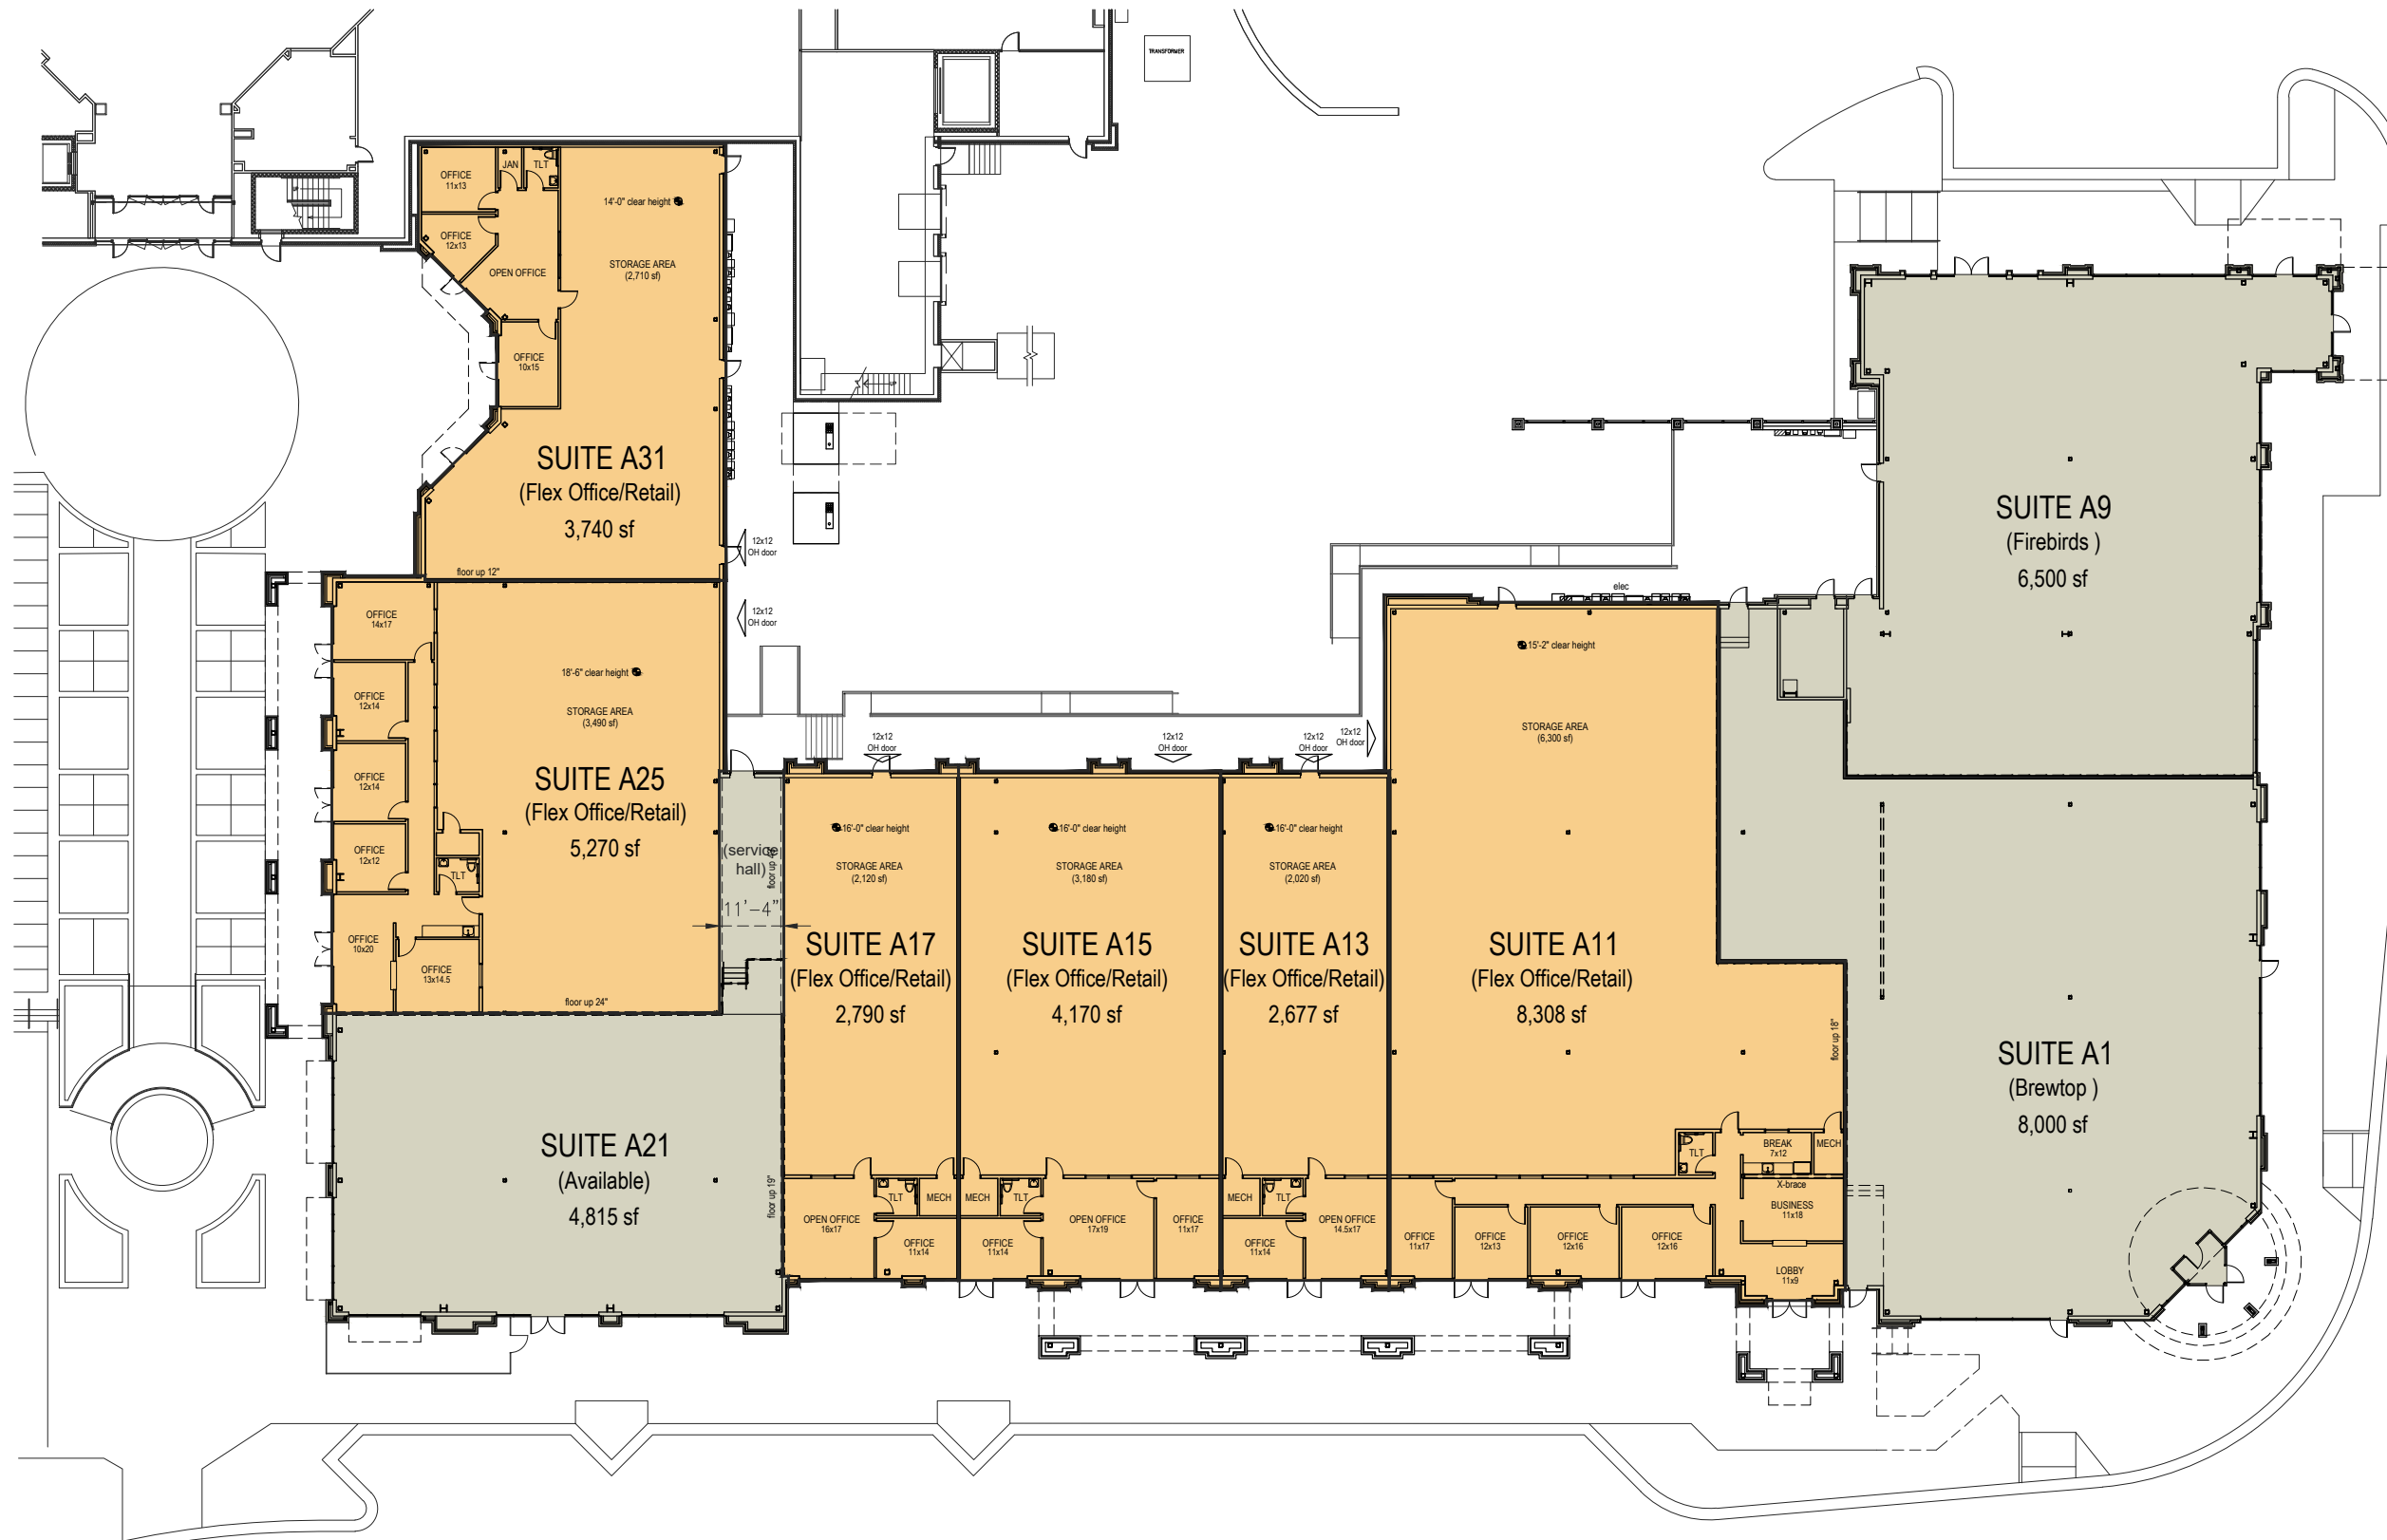 TRANSFORMER
OFFICE
11x13
JAN
TLT
14'-0" clear height
OFFICE
12x13
OPEN OFFICE
STORAGE AREA
(2,710 sf)
OFFICE
10x15
UP
SUITE A31
(Flex Office/Retail)
3,740 sf
12x12
OH door
floor up 12"
SUITE A9
(Firebirds )
6,500 sf
12x12
OH door
elec
OFFICE
14x17
18'-6" clear height
15'-2" clear height
OFFICE
12x14
STORAGE AREA
(3,490 sf)
STORAGE AREA
(6,300 sf)
12x12
OH door
12x12
OH door
12x12
OH door
12x12
OH door
OFFICE
12x14
SUITE A25
(Flex Office/Retail)
5,270 sf
OFFICE
12x12
TLT
(service
hall)
11'-4"
16'-0" clear height
STORAGE AREA
(2,120 sf)
16'-0" clear height
STORAGE AREA
(3,180 sf)
16'-0" clear height
STORAGE AREA
(2,020 sf)
OFFICE
10x20
OFFICE
13x14.5
floor up 24"
SUITE A17
(Flex Office/Retail)
2,790 sf
SUITE A15
(Flex Office/Retail)
4,170 sf
SUITE A13
(Flex Office/Retail)
2,677 sf
SUITE A11
(Flex Office/Retail)
8,308 sf
floor up 18"
SUITE A1
(Brewtop )
8,000 sf
SUITE A21
(Available)
4,815 sf
floor up 19"
TLT
MECH
MECH
TLT
MECH
TLT
TLT
BREAK
7x12
MECH
X-brace
BUSINESS
11x18
OPEN OFFICE
16x17
OFFICE
11x14
OFFICE
11x14
OPEN OFFICE
17x19
OFFICE
11x17
OFFICE
11x14
OPEN OFFICE
14.5x17
OFFICE
11x17
OFFICE
12x13
OFFICE
12x16
OFFICE
12x16
LOBBY
11x9